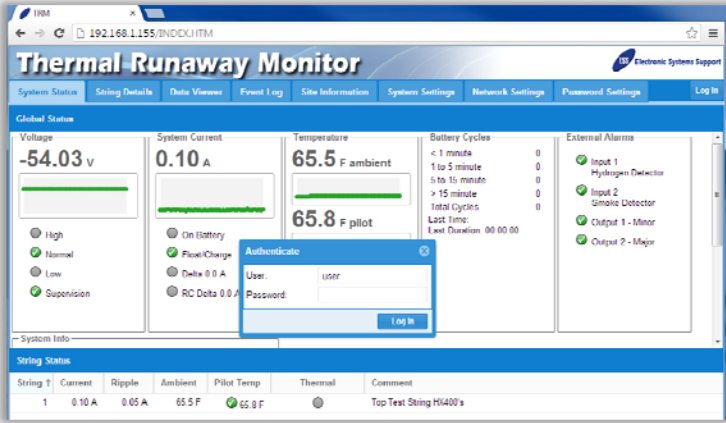 TRM
192.168.1.155/INDEX.HTM
Thermal Runaway Monitor
ESS Electronic Systems Support
System Status String Details Data Viewer Event Log Site Information System Settings Network Settings Password Settings Log In
Global Status
Voltage
-54.03 V
High
Normal
Low
Supervision
System Current
0.10 A
On Battery
Float/Charge
Delta 0.0 A
RC Delta 0.0 A
Temperature
65.5 F ambient
65.8 F pilot
Battery Cycles
< 1 minute 0
1 to 5 minute 0
5 to 15 minute 0
> 15 minute 0
Total Cycles 0
Last Time:
Last Duration 00:00:00
External Alarms
Input 1
Hydrogen Detector
Input 2
Smoke Detector
Output 1 - Minor
Output 2 - Major
Authenticate
User: user
Password:
Log In
System Info
String Status
String ↑ Current Ripple Ambient Pilot Temp Thermal Comment
1 0.10 A 0.05 A 65.5 F 65.8 F Top Test String HX400's